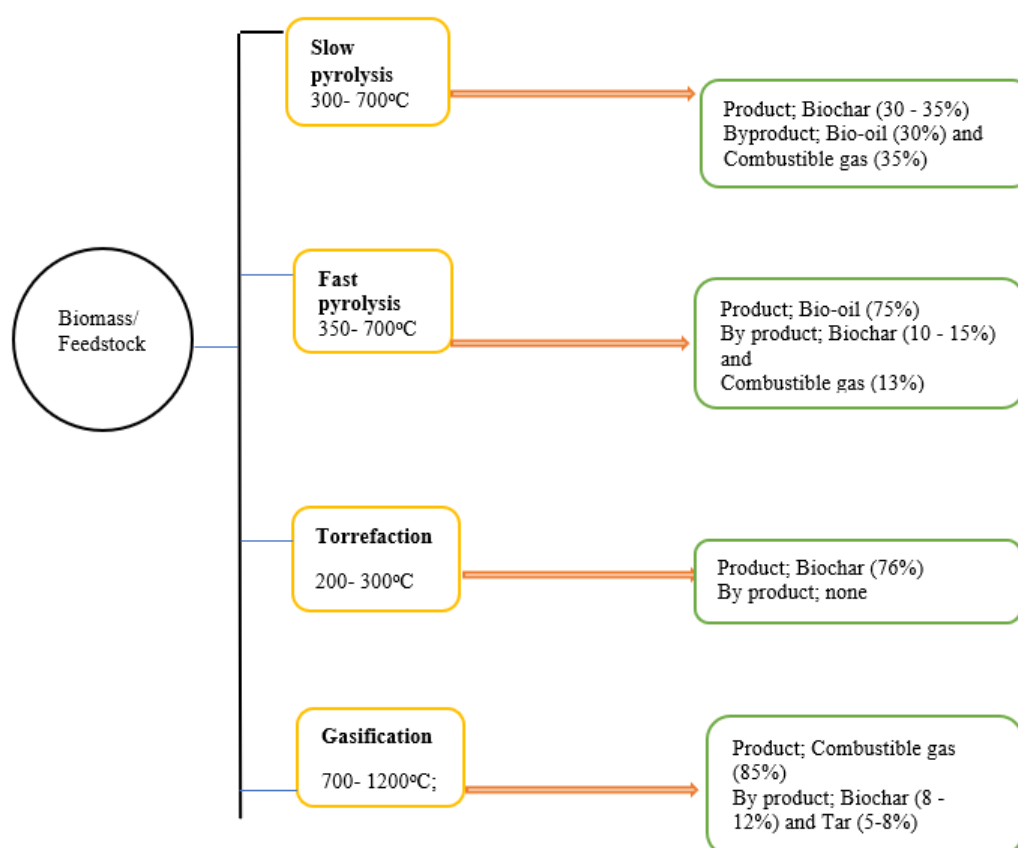 Slow
pyrolysis
300- 700ºC
Product; Biochar (30 - 35%)
Byproduct; Bio-oil (30%) and
Combustible gas (35%)
Biomass/
Feedstock
Fast
pyrolysis
350- 700ºC
Product; Bio-oil (75%)
By product; Biochar (10 - 15%)
and
Combustible gas (13%)
Torrefaction
200- 300ºC
Product; Biochar (76%)
By product; none
Gasification
700- 1200ºC;
Product; Combustible gas
(85%)
By product; Biochar (8 -
12%) and Tar (5-8%)